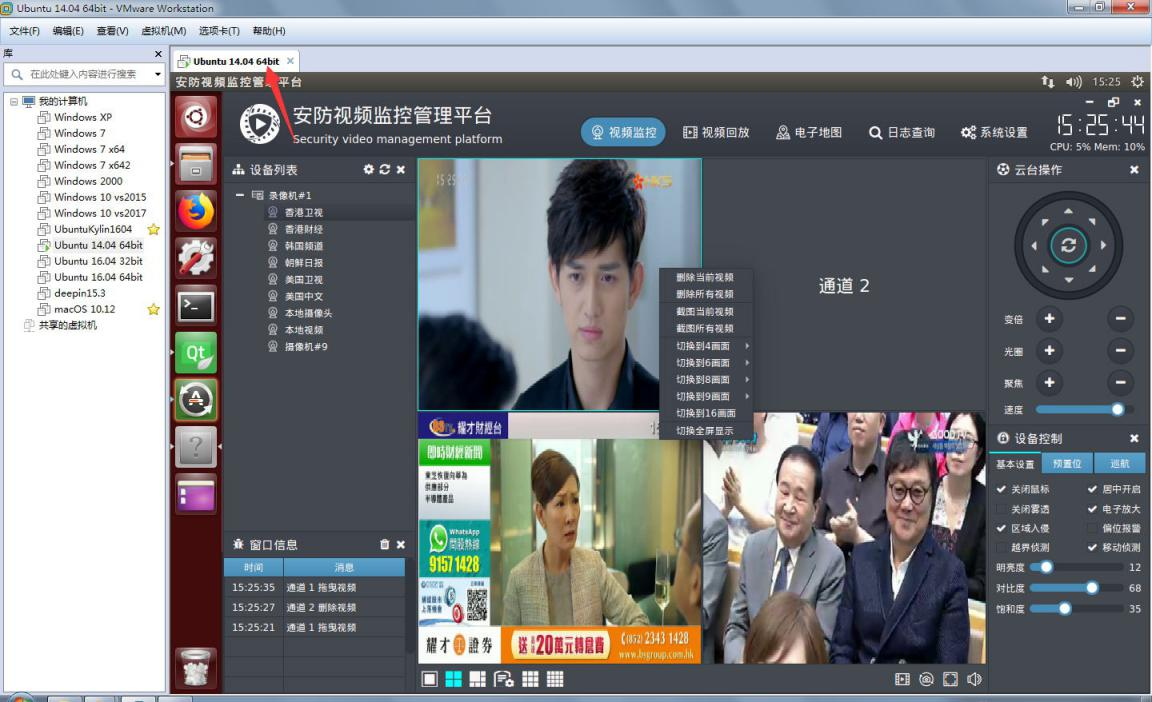 Ubuntu 14.04 64bit - VMware Workstation
文件(F) 编辑(E) 查看(V) 虚拟机(M) 选项卡(T) 帮助(H)
库
在此处键入内容进行搜索
我的计算机
Windows XP
Windows 7
Windows 7 x64
Windows 7 x642
Windows 2000
Windows 10 vs2015
Windows 10 vs2017
UbuntuKylin1604
Ubuntu 14.04 64bit
Ubuntu 16.04 32bit
Ubuntu 16.04 64bit
deepin15.3
macOS 10.12
共享的虚拟机
Ubuntu 14.04 64bit
安防视频监控管理平台
15:25
安防视频监控管理平台
Security video management platform
视频监控
视频回放
电子地图
日志查询
系统设置
15:25:44
CPU: 5% Mem: 10%
设备列表
录像机#1
香港卫视
香港财经
韩国频道
朝鲜日报
美国卫视
美国中文
本地摄像头
本地视频
摄像机#9
窗口信息
时间 消息
15:25:35 通道 1 拖曳视频
15:25:27 通道 2 删除视频
15:25:21 通道 1 拖曳视频
HKS
通道 2
删除当前视频
删除所有视频
截图当前视频
截图所有视频
切换到4画面
切换到6画面
切换到8画面
切换到9画面
切换到16画面
切换全屏显示
耀才財經台
即時財經新聞
WhatsApp
問股熱線
9157 1428
耀才證券
送 20萬元轉倉費
(852) 2343 1428
www.bsgroup.com.hk
GOODTV
云台操作
变倍
光圈
聚焦
速度
设备控制
基本设置 预置位 巡航
关闭鼠标 居中开启
关闭雾透 电子放大
区域入侵 偏位报警
越界侦测 移动侦测
明亮度 12
对比度 68
饱和度 35